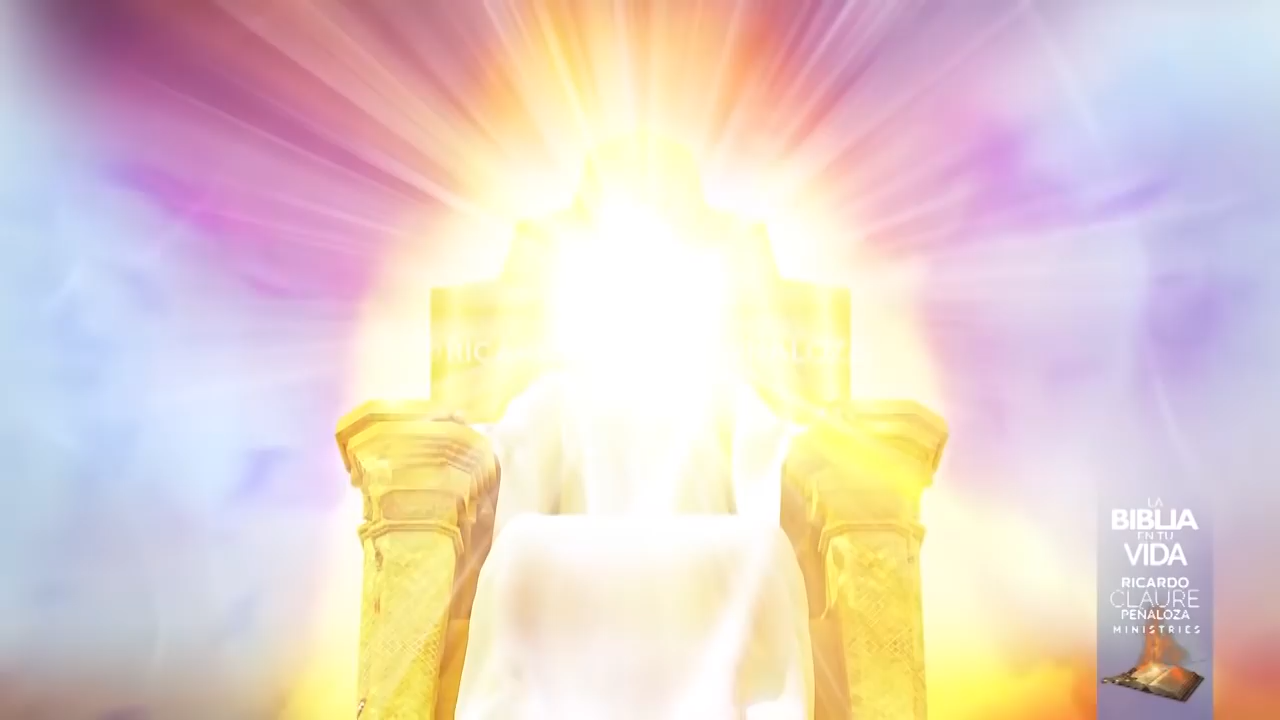 LA
BIBLIA
EN TU
VIDA
RICARDO
CLAURE
PEÑALOZA
MINISTRIES